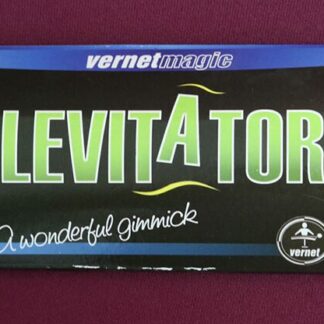 vernetmagic
LEVITATOR
A wonderful gimmick
vernet